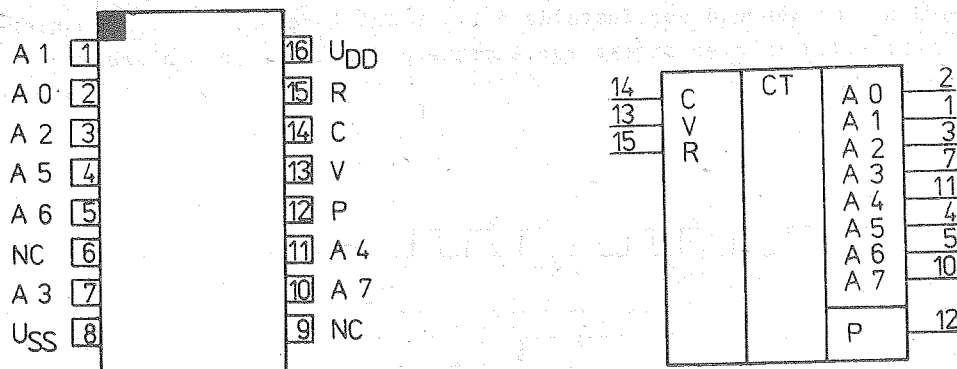 A 1 1 16 UDD
A 0 2 15 R
A 2 3 14 C
A 5 4 13 V
A 6 5 12 P
NC 6 11 A 4
A 3 7 10 A 7
USS 8 9 NC
CT
14 C A 0 2
13 V A 1 1
15 R A 2 3
A 3 7
A 4 11
A 5 4
A 6 5
A 7 10
P 12